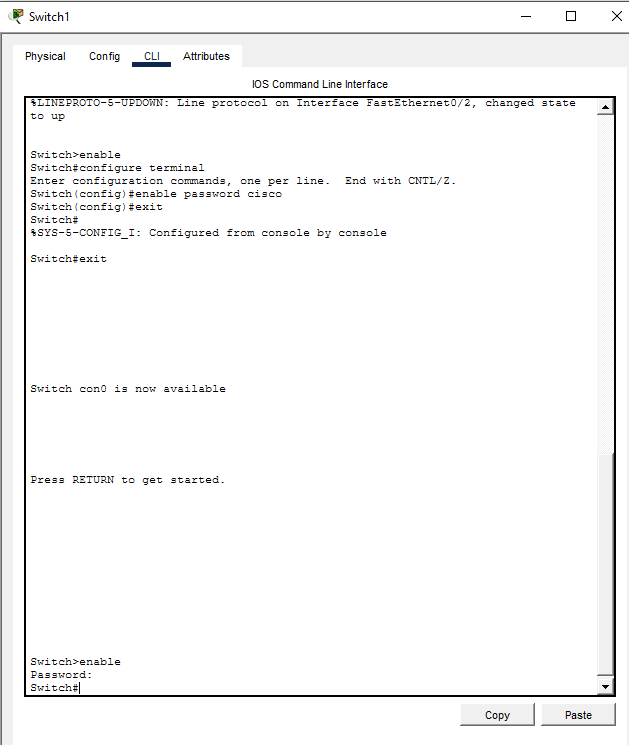 Switch1
Physical Config CLI Attributes
IOS Command Line Interface
%LINEPROTO-5-UPDOWN: Line protocol on Interface FastEthernet0/2, changed state
to up
Switch>enable
Switch#configure terminal
Enter configuration commands, one per line.  End with CNTL/Z.
Switch(config)#enable password cisco
Switch(config)#exit
Switch#
%SYS-5-CONFIG_I: Configured from console by console
Switch#exit
Switch con0 is now available
Press RETURN to get started.
Switch>enable
Password:
Switch#
Copy Paste